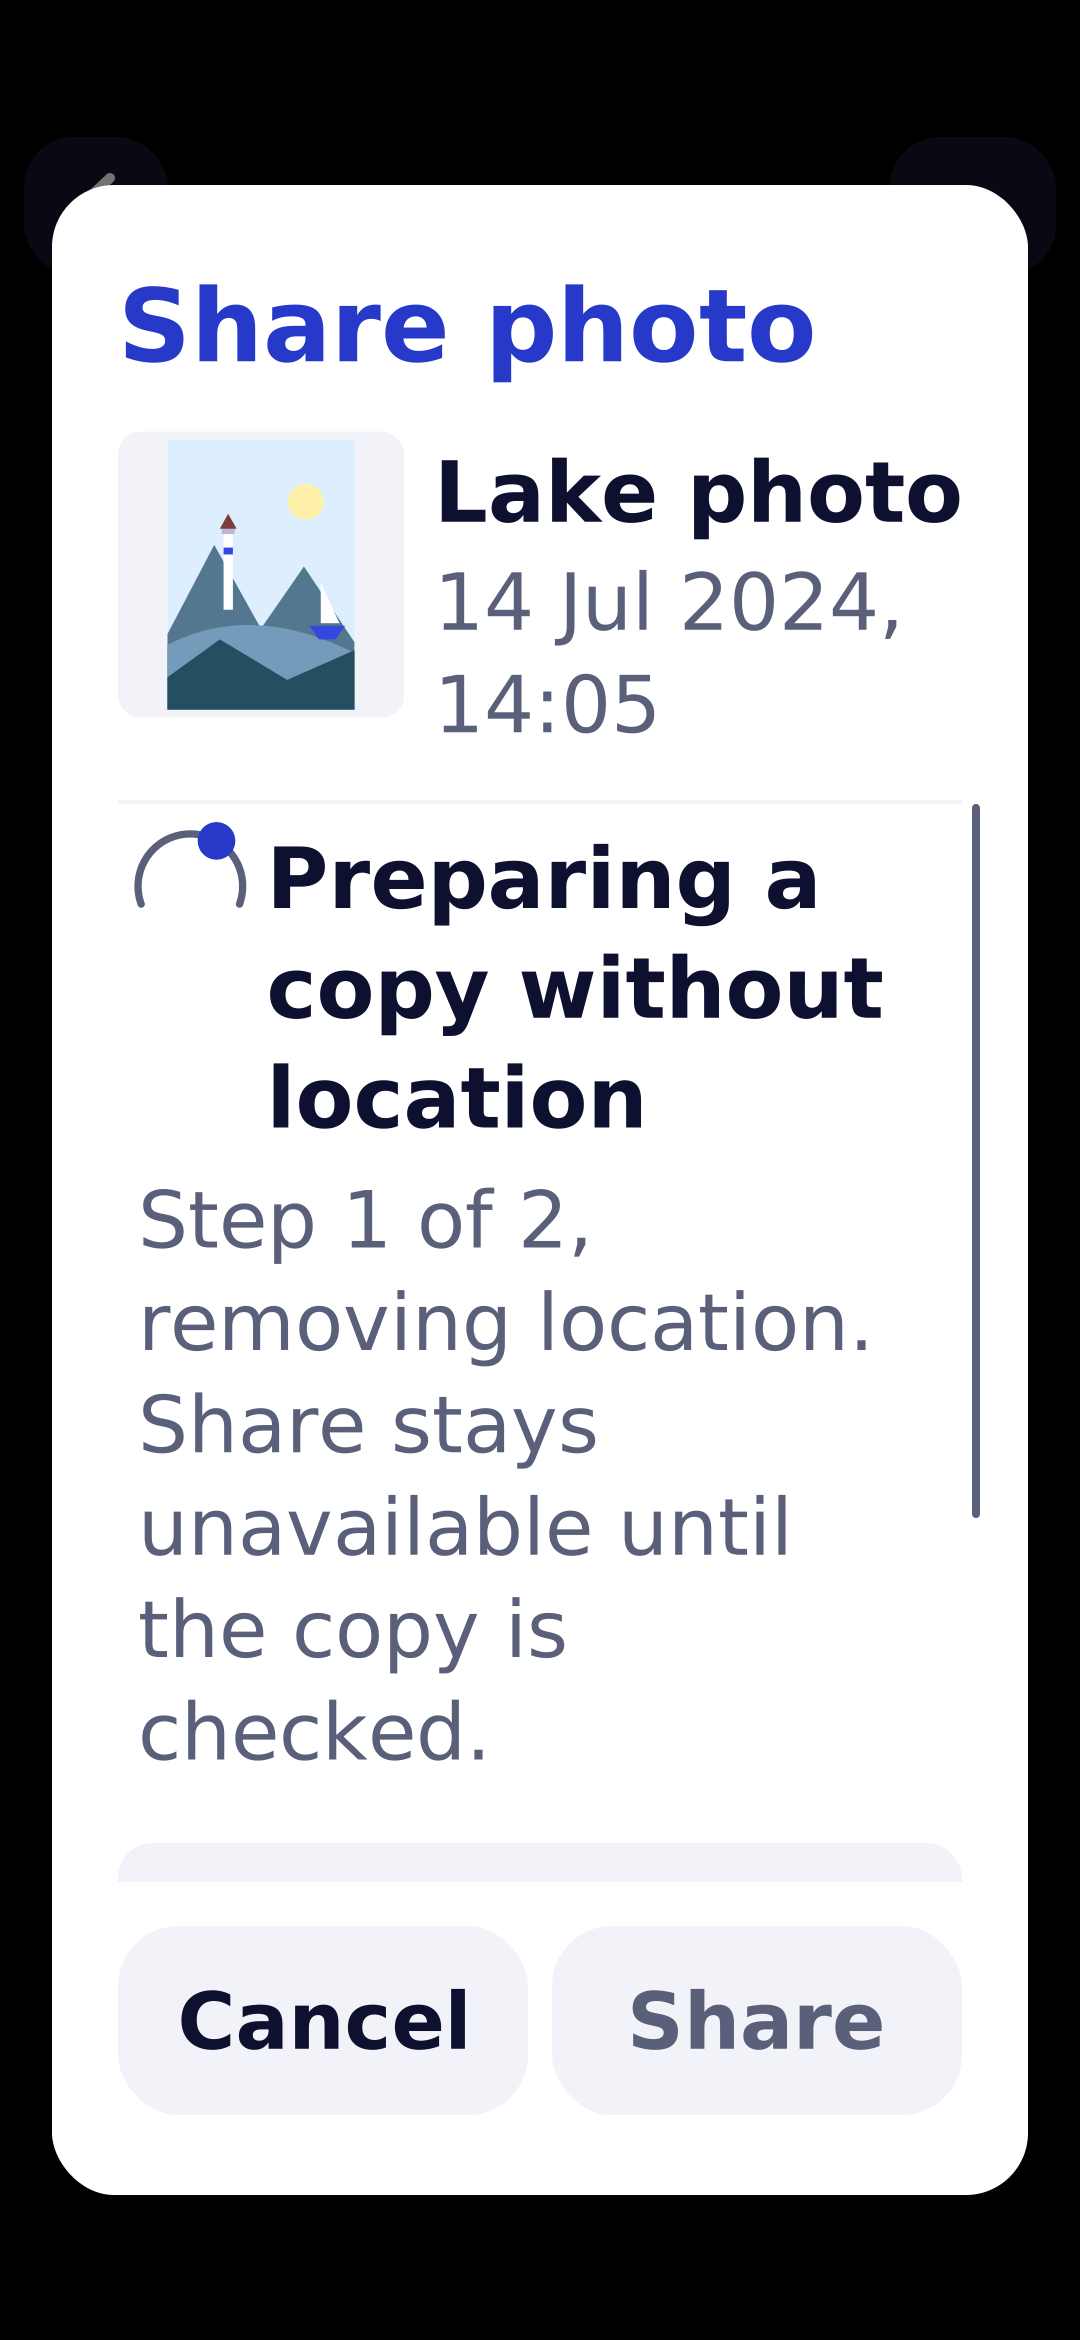 Share photo
Lake photo
14 Jul 2024,
14:05
Preparing a
copy without
location
Step 1 of 2,
removing location.
Share stays
unavailable until
the copy is
checked.
Cancel
Share